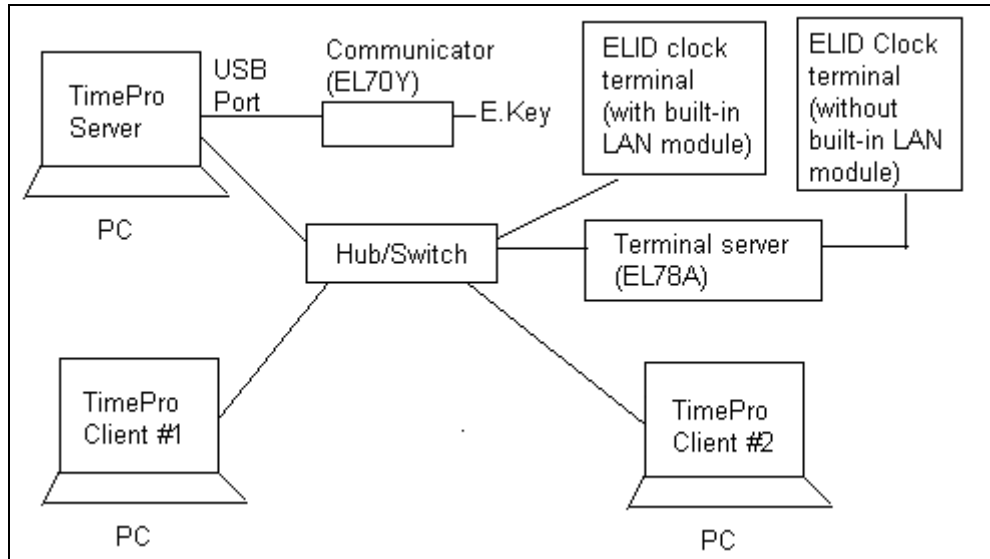 TimePro
Server
PC
USB
Port
Communicator
(EL70Y)
E.Key
ELID clock
terminal
(with built-in
LAN module)
ELID Clock
terminal
(without
built-in LAN
module)
Hub/Switch
Terminal server
(EL78A)
TimePro
Client #1
PC
TimePro
Client #2
PC